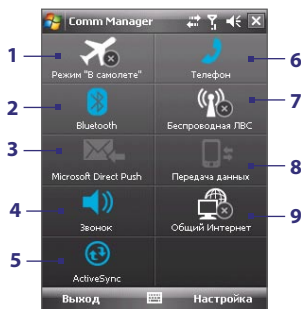 Comm Manager
1
Режим "В самолете"
Телефон
6
2
Bluetooth
Беспроводная ЛВС
7
3
Microsoft Direct Push
Передача данных
8
4
Звонок
Общий Интернет
9
5
ActiveSync
Выход
Настройка